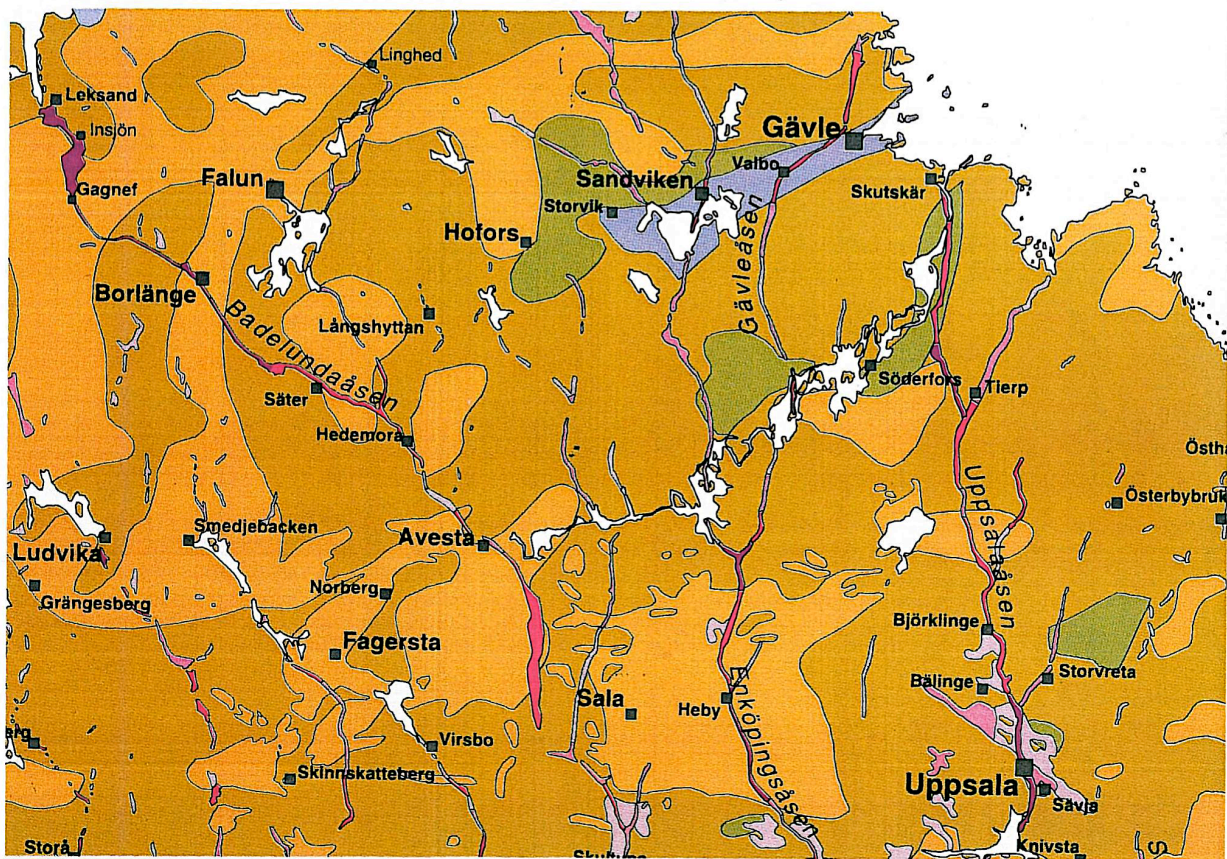 Linghed
Leksand
Insjön
Gävle
Valbo
Gagnef
Falun
Sandviken
Skutskär
Storvik
Hofors
Gävleåsen
Borlänge
Långshyttan
Badelundaåsen
Söderfors
Säter
Tierp
Hedemora
Östha
Uppsalaåsen
Österbybruk
Smedjebacken
Avesta
Ludvika
Grängesberg
Norberg
Björklinge
Fagersta
Storvreta
Bälinge
Sala
Heby
Enköpingsåsen
erg
Virsbo
Skinnskatteberg
Uppsala
Sävja
Storå
Knivsta
S